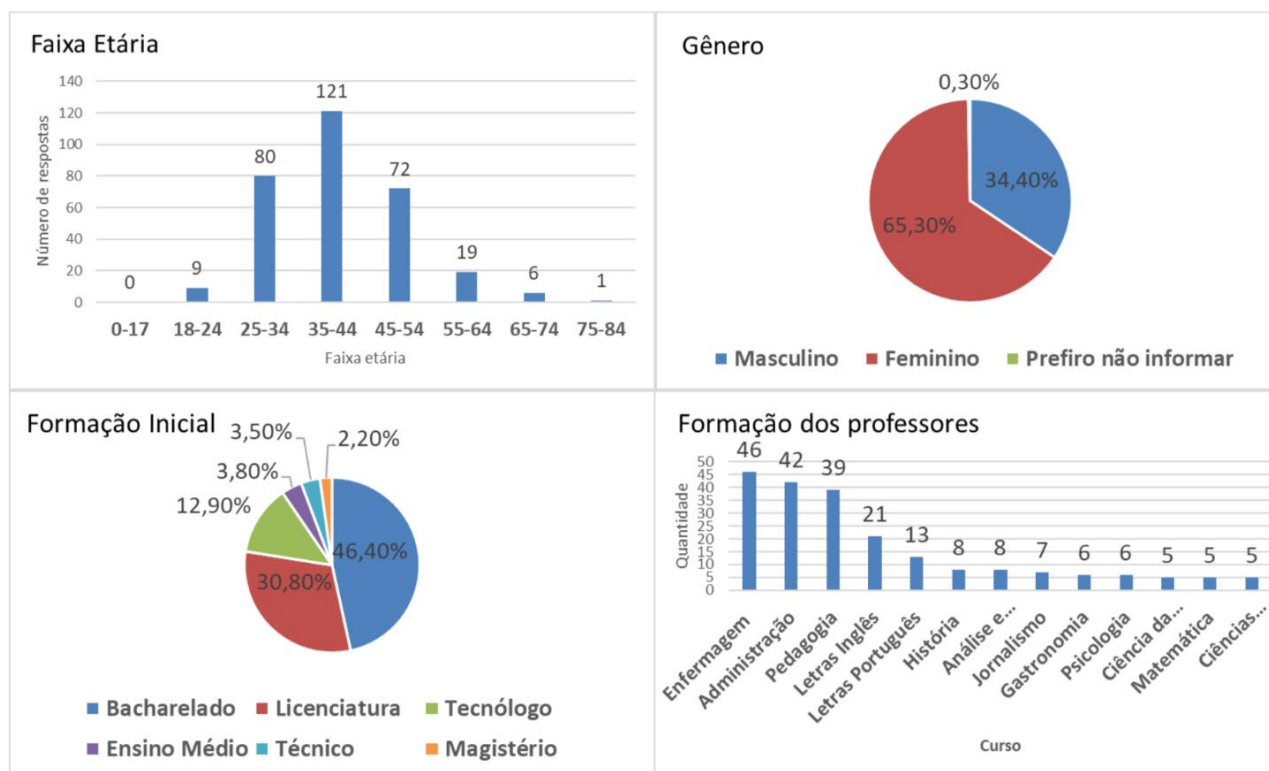 Faixa Etária
Número de respostas
140
120
100
80
60
40
20
0
0
9
80
121
72
19
6
1
0-17 18-24 25-34 35-44 45-54 55-64 65-74 75-84
Faixa etária
Gênero
0,30%
34,40%
65,30%
Masculino Feminino Prefiro não informar
Formação Inicial
3,50%
2,20%
3,80%
12,90%
46,40%
30,80%
Bacharelado Licenciatura Tecnólogo
Ensino Médio Técnico Magistério
Formação dos professores
Quantidade
50
45
40
35
30
25
20
15
10
5
0
46
42
39
21
13
8
8
7
6
6
5
5
5
Enfermagem
Administração
Pedagogia
Letras Inglês
Letras Português
História
Análise e...
Jornalismo
Gastronomia
Psicologia
Ciência da...
Matemática
Ciências...
Curso